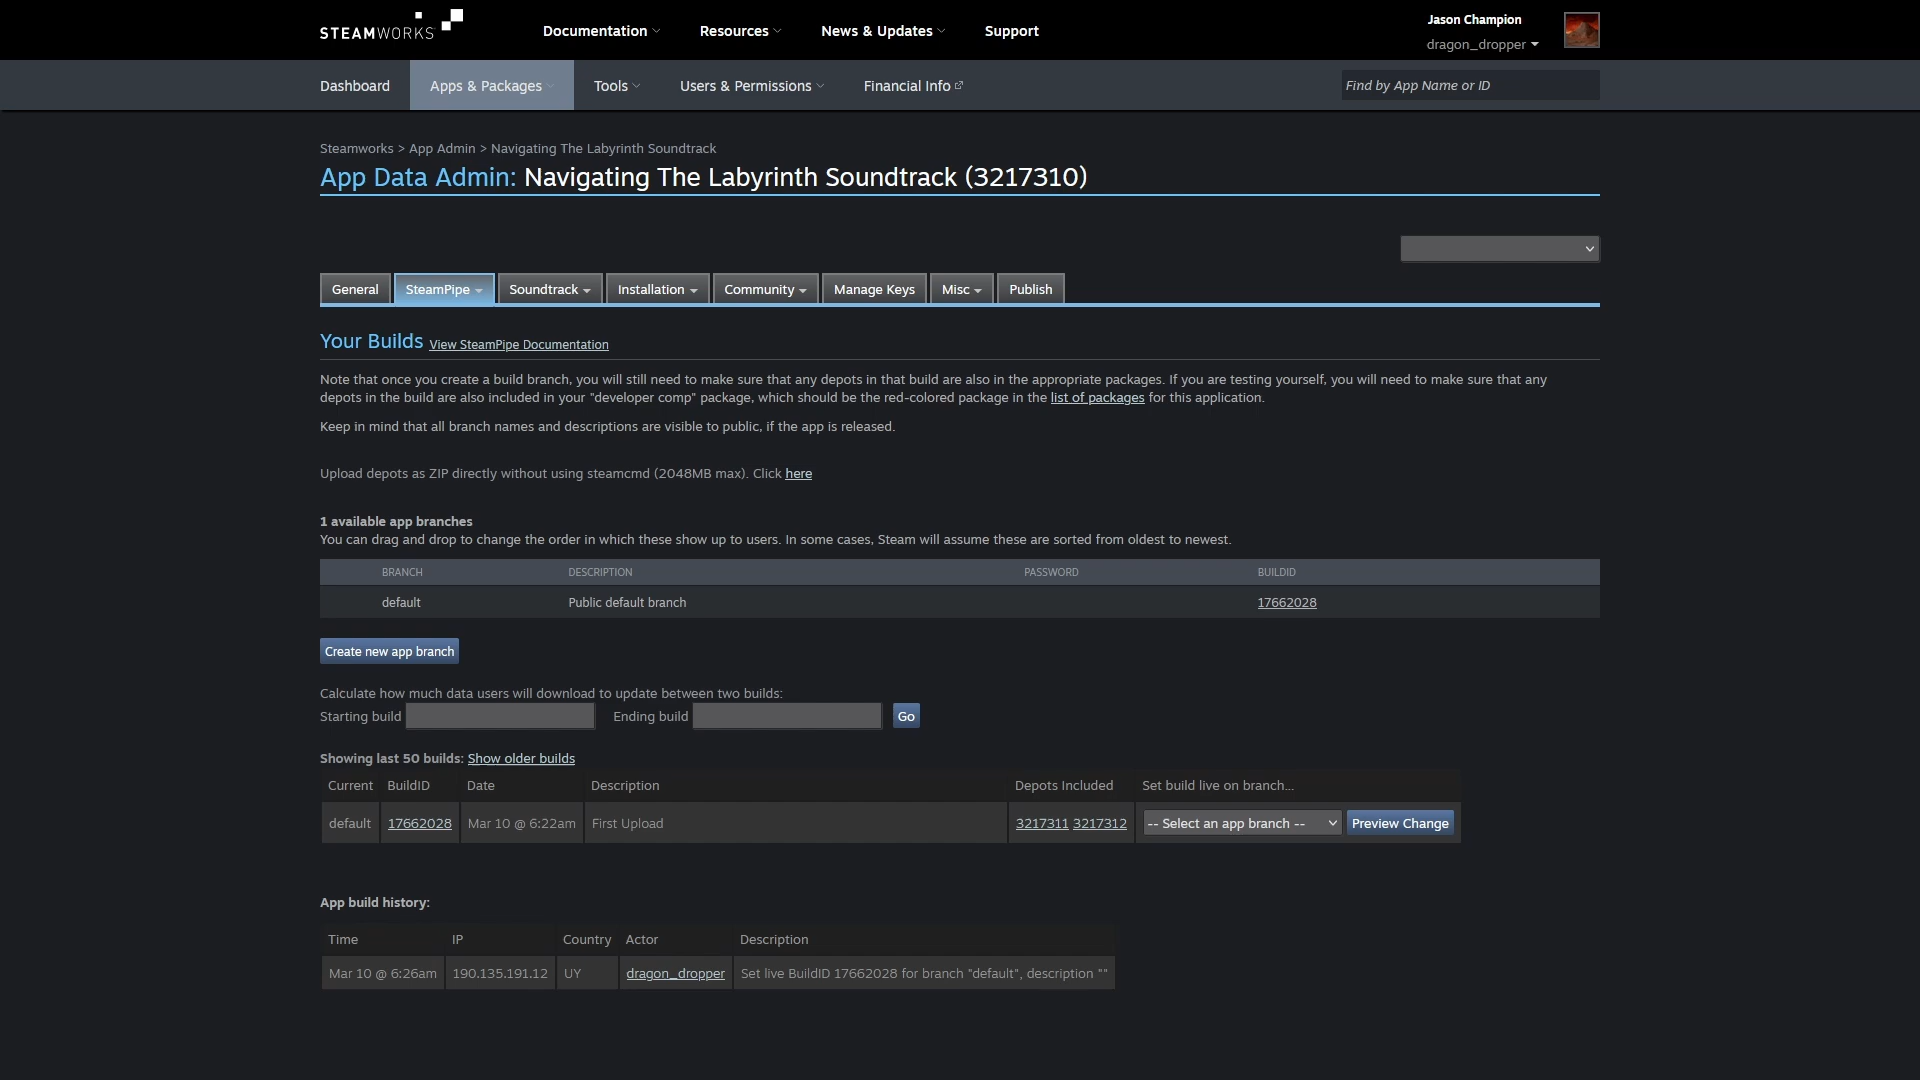 STEAMWORKS
Documentation
Resources
News & Updates
Support
Jason Champion
dragon_dropper
Dashboard
Apps & Packages
Tools
Users & Permissions
Financial Info
Find by App Name or ID
Steamworks > App Admin > Navigating The Labyrinth Soundtrack
App Data Admin: Navigating The Labyrinth Soundtrack (3217310)
General
SteamPipe
Soundtrack
Installation
Community
Manage Keys
Misc
Publish
Your Builds View SteamPipe Documentation
Note that once you create a build branch, you will still need to make sure that any depots in that build are also in the appropriate packages. If you are testing yourself, you will need to make sure that any
depots in the build are also included in your "developer comp" package, which should be the red-colored package in the list of packages for this application.
Keep in mind that all branch names and descriptions are visible to public, if the app is released.
Upload depots as ZIP directly without using steamcmd (2048MB max). Click here
1 available app branches
You can drag and drop to change the order in which these show up to users. In some cases, Steam will assume these are sorted from oldest to newest.
BRANCH DESCRIPTION PASSWORD BUILDID
default Public default branch 17662028
Create new app branch
Calculate how much data users will download to update between two builds:
Starting build Ending build Go
Showing last 50 builds: Show older builds
Current BuildID Date Description Depots Included Set build live on branch...
default 17662028 Mar 10 @ 6:22am First Upload 3217311 3217312 -- Select an app branch -- Preview Change
App build history:
Time IP Country Actor Description
Mar 10 @ 6:26am 190.135.191.12 UY dragon_dropper Set live BuildID 17662028 for branch "default", description ""